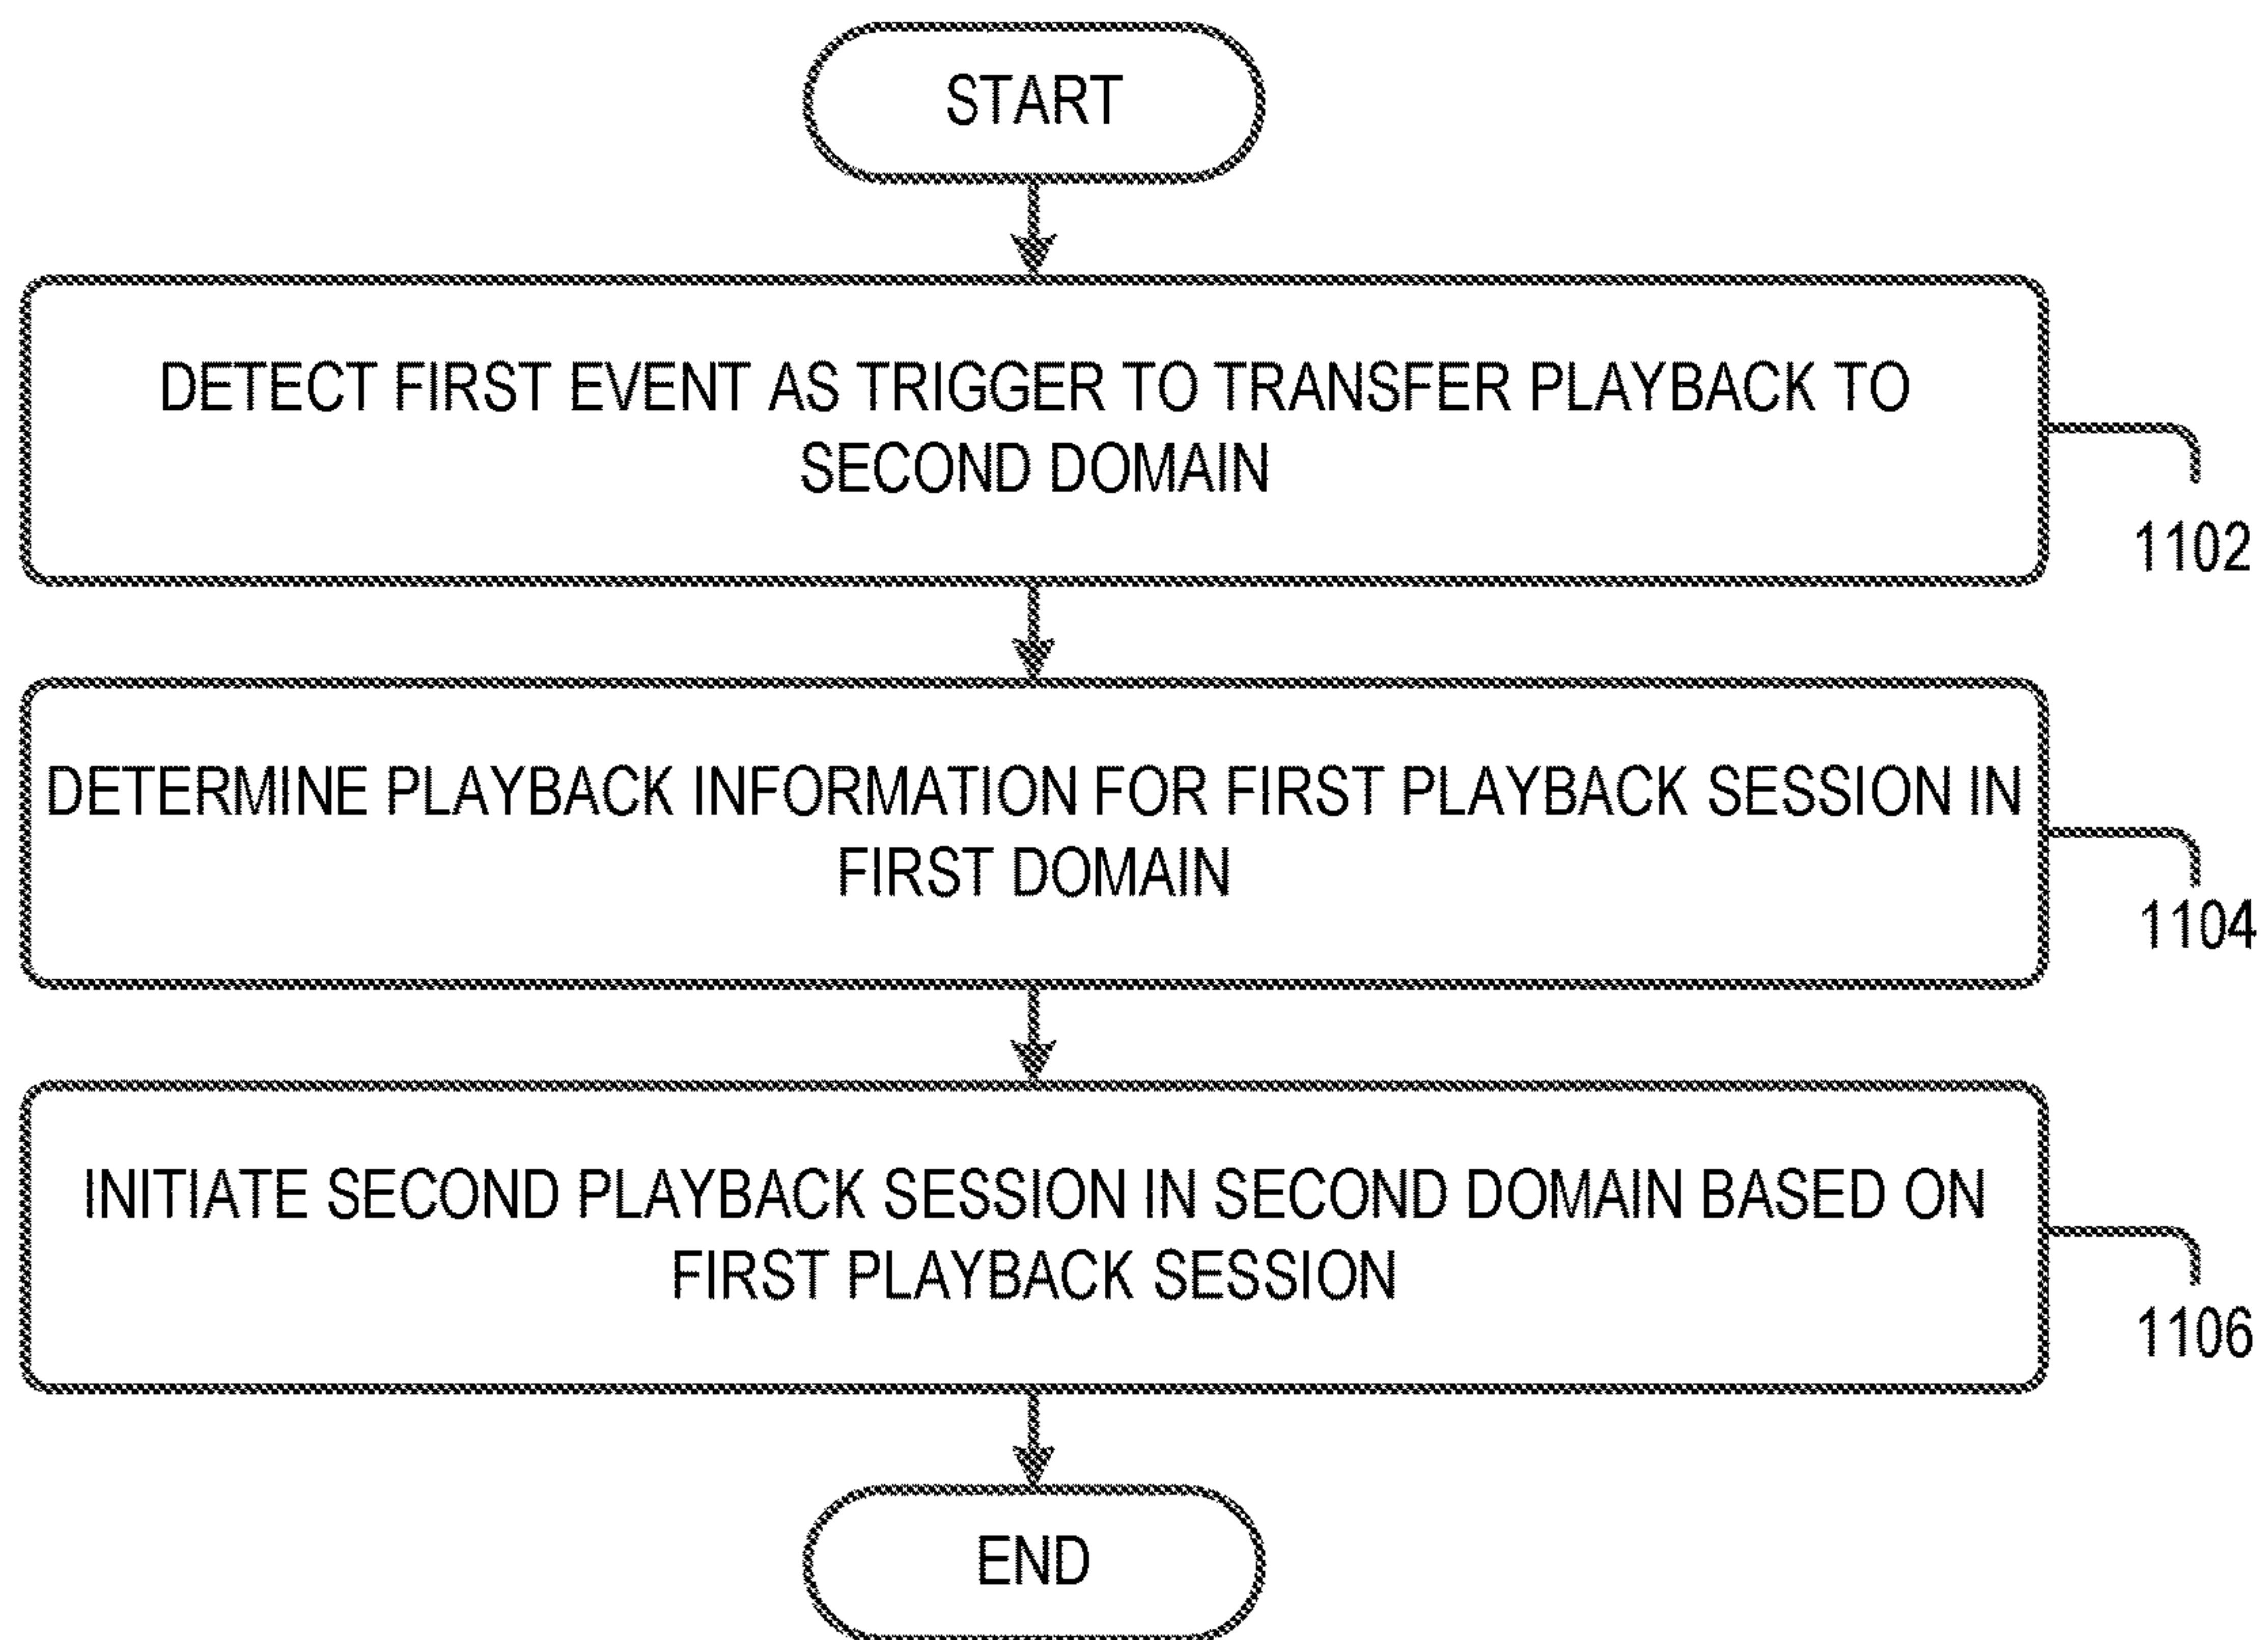 START
DETECT FIRST EVENT AS TRIGGER TO TRANSFER PLAYBACK TO
SECOND DOMAIN
1102
DETERMINE PLAYBACK INFORMATION FOR FIRST PLAYBACK SESSION IN
FIRST DOMAIN
1104
INITIATE SECOND PLAYBACK SESSION IN SECOND DOMAIN BASED ON
FIRST PLAYBACK SESSION
1106
END